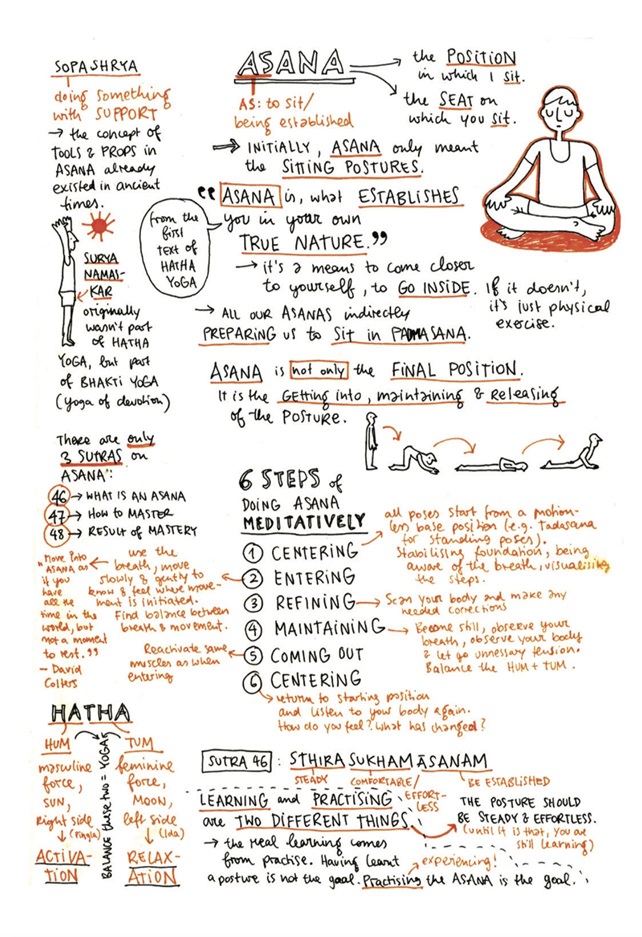 SOPASHRYA
doing something
with SUPPORT
→ the concept of
TOOLS & PROPS in
ASANA already
existed in ancient
times.
ASANA
AS: to sit/
being established
the POSITION
in which I sit.
the SEAT on
which you sit.
⇒ INITIALLY, ASANA only meant
the SITTING POSTURES.
"ASANA is, what ESTABLISHES
you in your own
TRUE NATURE."
from the
first
text of
HATHA
YOGA
→ it's a means to come closer
to yourself, to GO INSIDE. If it doesn't,
it's just physical
exercise.
→ ALL our ASANAS indirectly
PREPARING us to Sit in PADMASANA.
SURYA
NAMAS-
KAR
originally
wasn't part
of HATHA
YOGA, but part
of BHAKTI YOGA
(yoga of devotion)
ASANA is not only the FINAL POSITION.
It is the GETTING into, maintaining & RELEASING
of the POSTURE.
There are only
3 SUTRAS on
ASANA:
46 → WHAT IS AN ASANA
47 → HOW to MASTER
48 → RESULT of MASTERY
6 STEPS of
DOING ASANA
MEDITATIVELY
1 CENTERING
all poses start from a motion-
less base position (e.g. Tadasana
for standing poses).
Stabilising foundation, being
aware of the breath, visualising
the steps.
2 ENTERING
use the
breath, move
slowly & gently to
know & feel where move-
ment is initiated.
Find balance between
breath & movement.
"Move into
ASANA as
if you
have
all the
time in the
world, but
not a moment
to rest."
- David
Colters
3 REFINING
Scan your body and make any
needed corrections
4 MAINTAINING
Become still, observe your
breath, observe your body
& let go unnessary tension.
Balance the HUM + TUM.
5 COMING OUT
Reactivate same
muscles as when
entering
6 CENTERING
return to starting position
and listen to your body again.
How do you feel? What has changed?
HATHA
HUM
masculine
force,
SUN,
Right side
↓ (Pingla)
ACTIVA-
TION
BALANCE these two = YOGA
TUM
feminine
force,
MOON,
left side
↓ (Ida)
RELAX-
ATION
SUTRA 46: STHIRA SUKHAM ĀSANAM
STEADY COMFORTABLE/
EFFORT-
LESS
BE ESTABLISHED
THE POSTURE SHOULD
BE STEADY & EFFORTLESS.
(until it is that, you are
still learning)
LEARNING and PRACTISING
are TWO DIFFERENT THINGS.
→ the real learning comes
from practise. Having learnt
experiencing!
a posture is not the goal. Practising the ASANA is the goal.